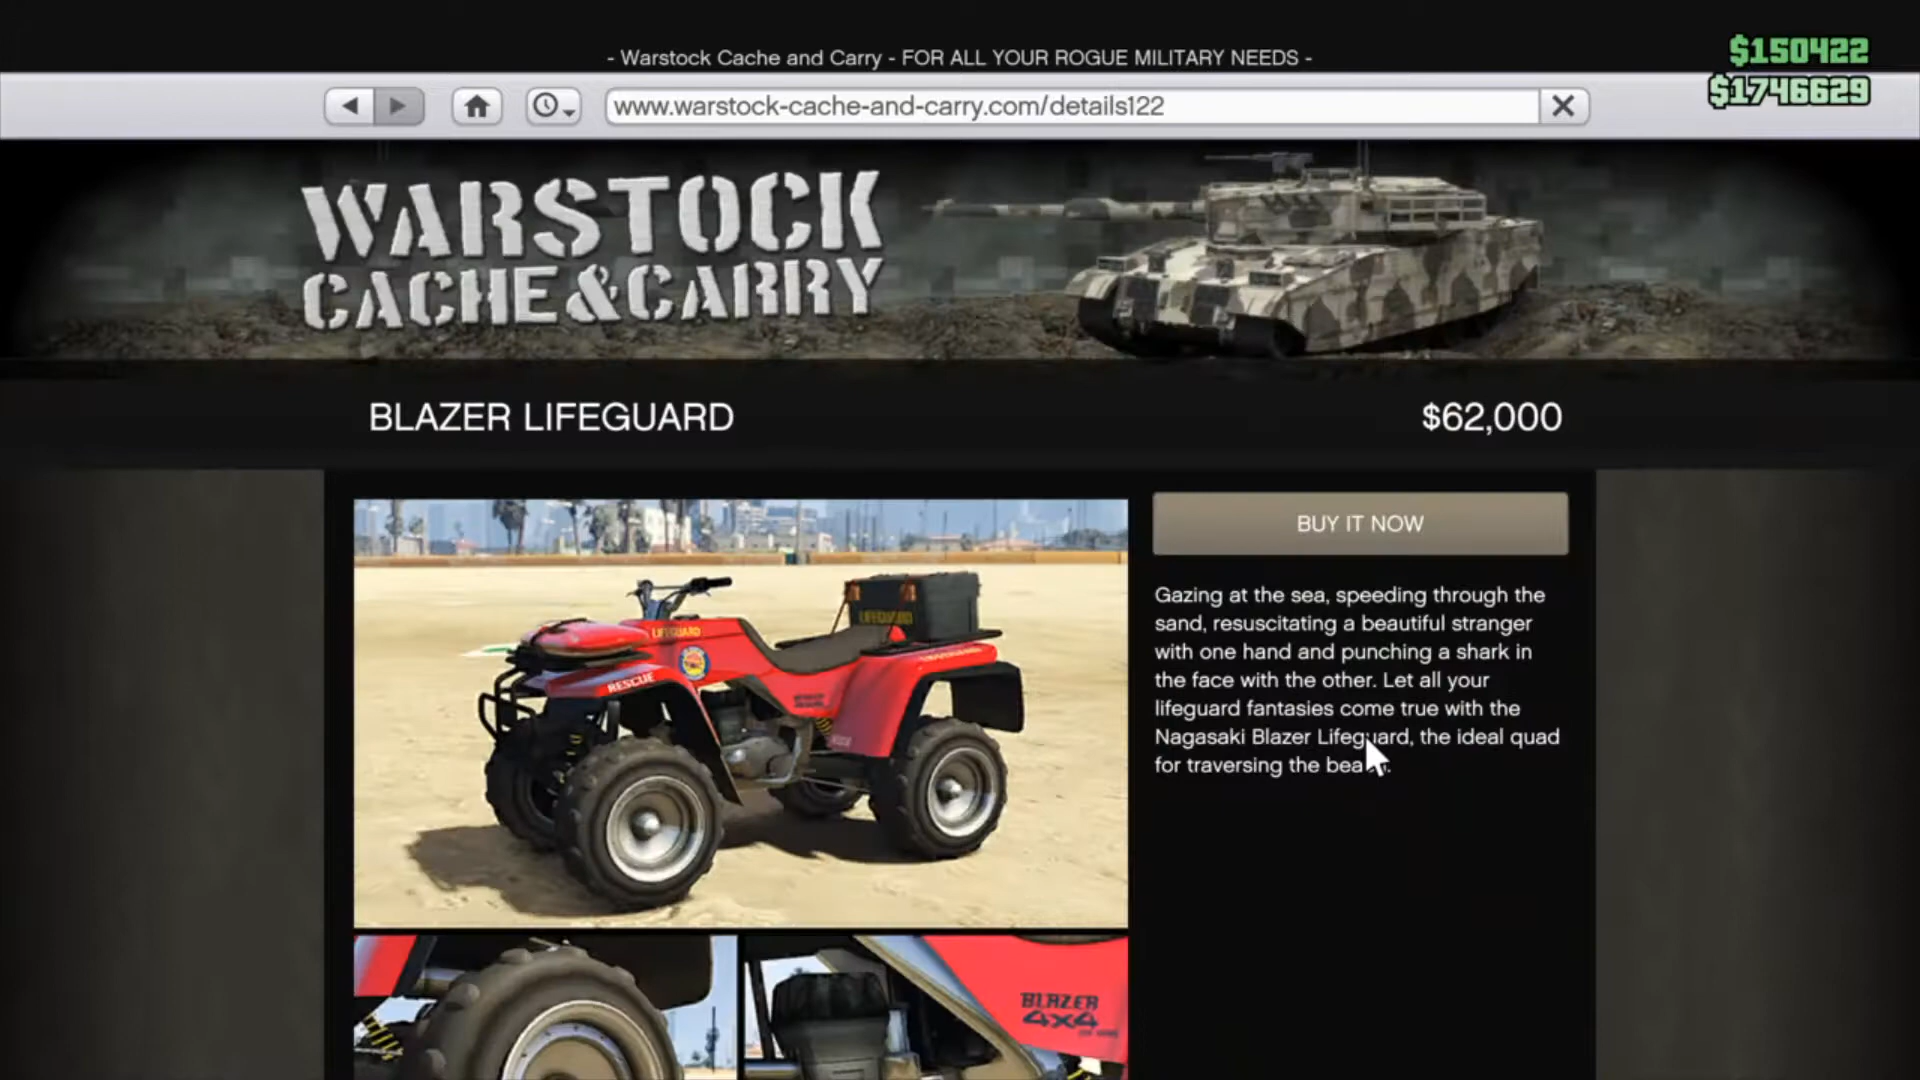 - Warstock Cache and Carry - FOR ALL YOUR ROGUE MILITARY NEEDS -
$150422
$1746629
www.warstock-cache-and-carry.com/details122
WARSTOCK
CACHE & CARRY
BLAZER LIFEGUARD
$62,000
BUY IT NOW
Gazing at the sea, speeding through the
sand, resuscitating a beautiful stranger
with one hand and punching a shark in
the face with the other. Let all your
lifeguard fantasies come true with the
Nagasaki Blazer Lifeguard, the ideal quad
for traversing the
LIFEGUARD
LIFEGUARD
RESCUE
BLAZER
4x4